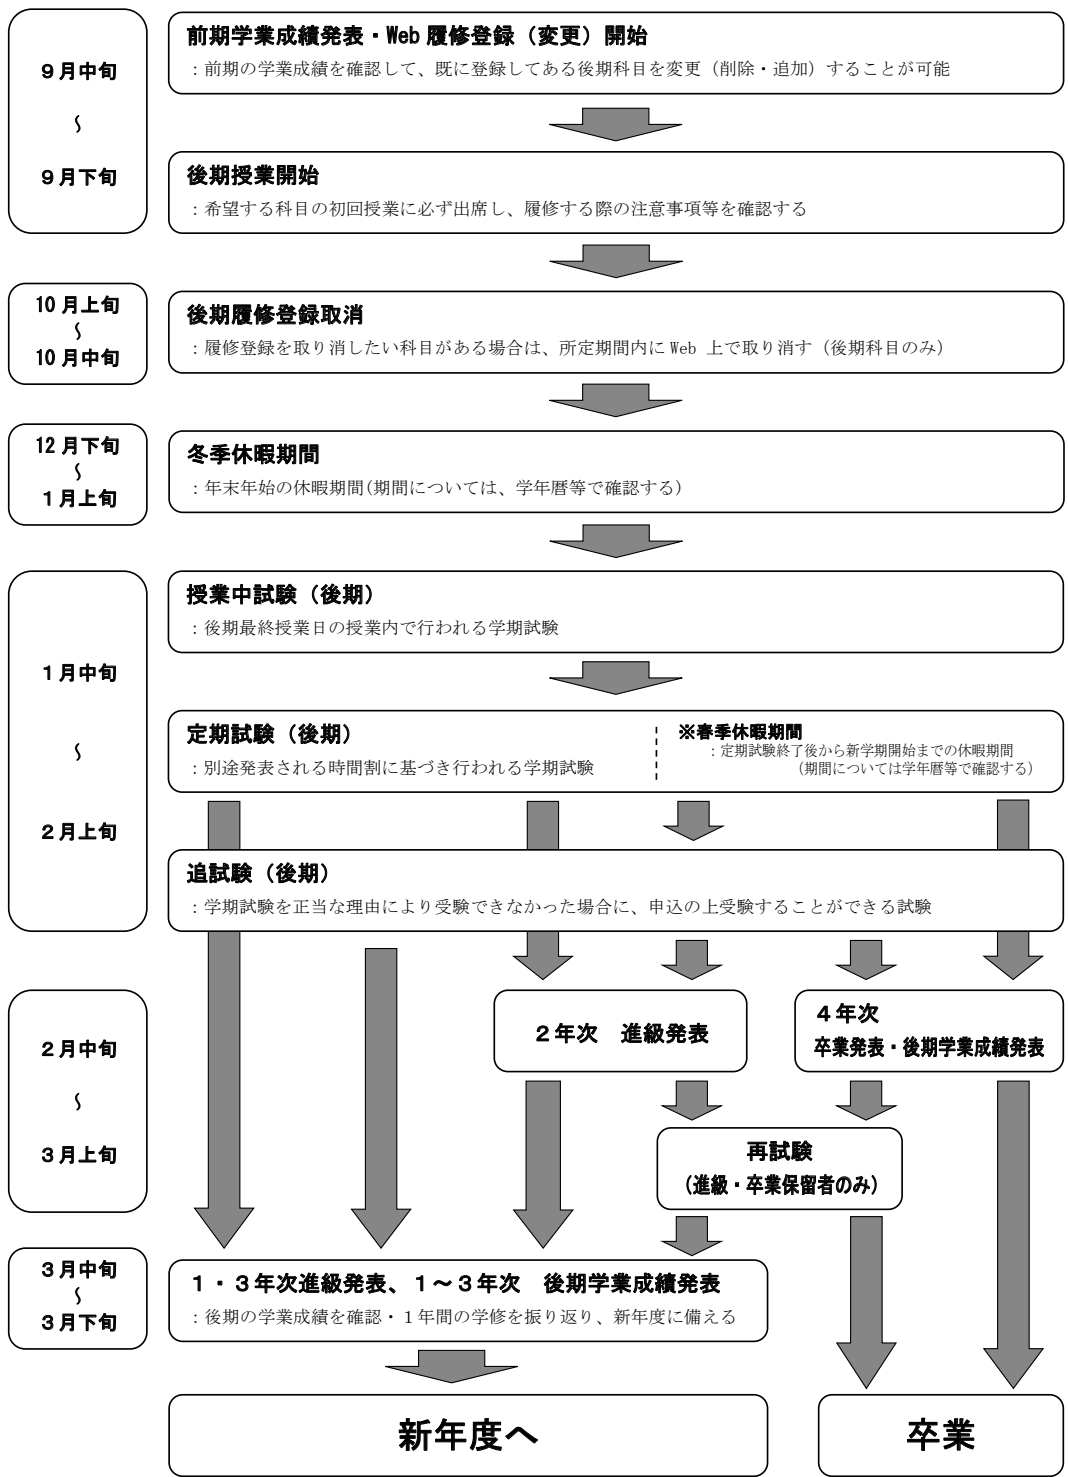 9月中旬
~
9月下旬
前期学業成績発表・Web 履修登録（変更）開始
：前期の学業成績を確認して、既に登録してある後期科目を変更（削除・追加）することが可能
後期授業開始
：希望する科目の初回授業に必ず出席し、履修する際の注意事項等を確認する
10月上旬
~
10月中旬
後期履修登録取消
：履修登録を取り消したい科目がある場合は、所定期間内に Web 上で取り消す（後期科目のみ）
12月下旬
~
1月上旬
冬季休暇期間
：年末年始の休暇期間(期間については、学年暦等で確認する)
1月中旬
~
2月上旬
授業中試験（後期）
：後期最終授業日の授業内で行われる学期試験
定期試験（後期）
：別途発表される時間割に基づき行われる学期試験
※春季休暇期間
：定期試験終了後から新学期開始までの休暇期間
（期間については学年暦等で確認する）
追試験（後期）
：学期試験を正当な理由により受験できなかった場合に、申込の上受験することができる試験
2月中旬
~
3月上旬
２年次　進級発表
４年次
卒業発表・後期学業成績発表
再試験
（進級・卒業保留者のみ）
3月中旬
~
3月下旬
１・３年次進級発表、１～３年次　後期学業成績発表
：後期の学業成績を確認・１年間の学修を振り返り、新年度に備える
新年度へ
卒業